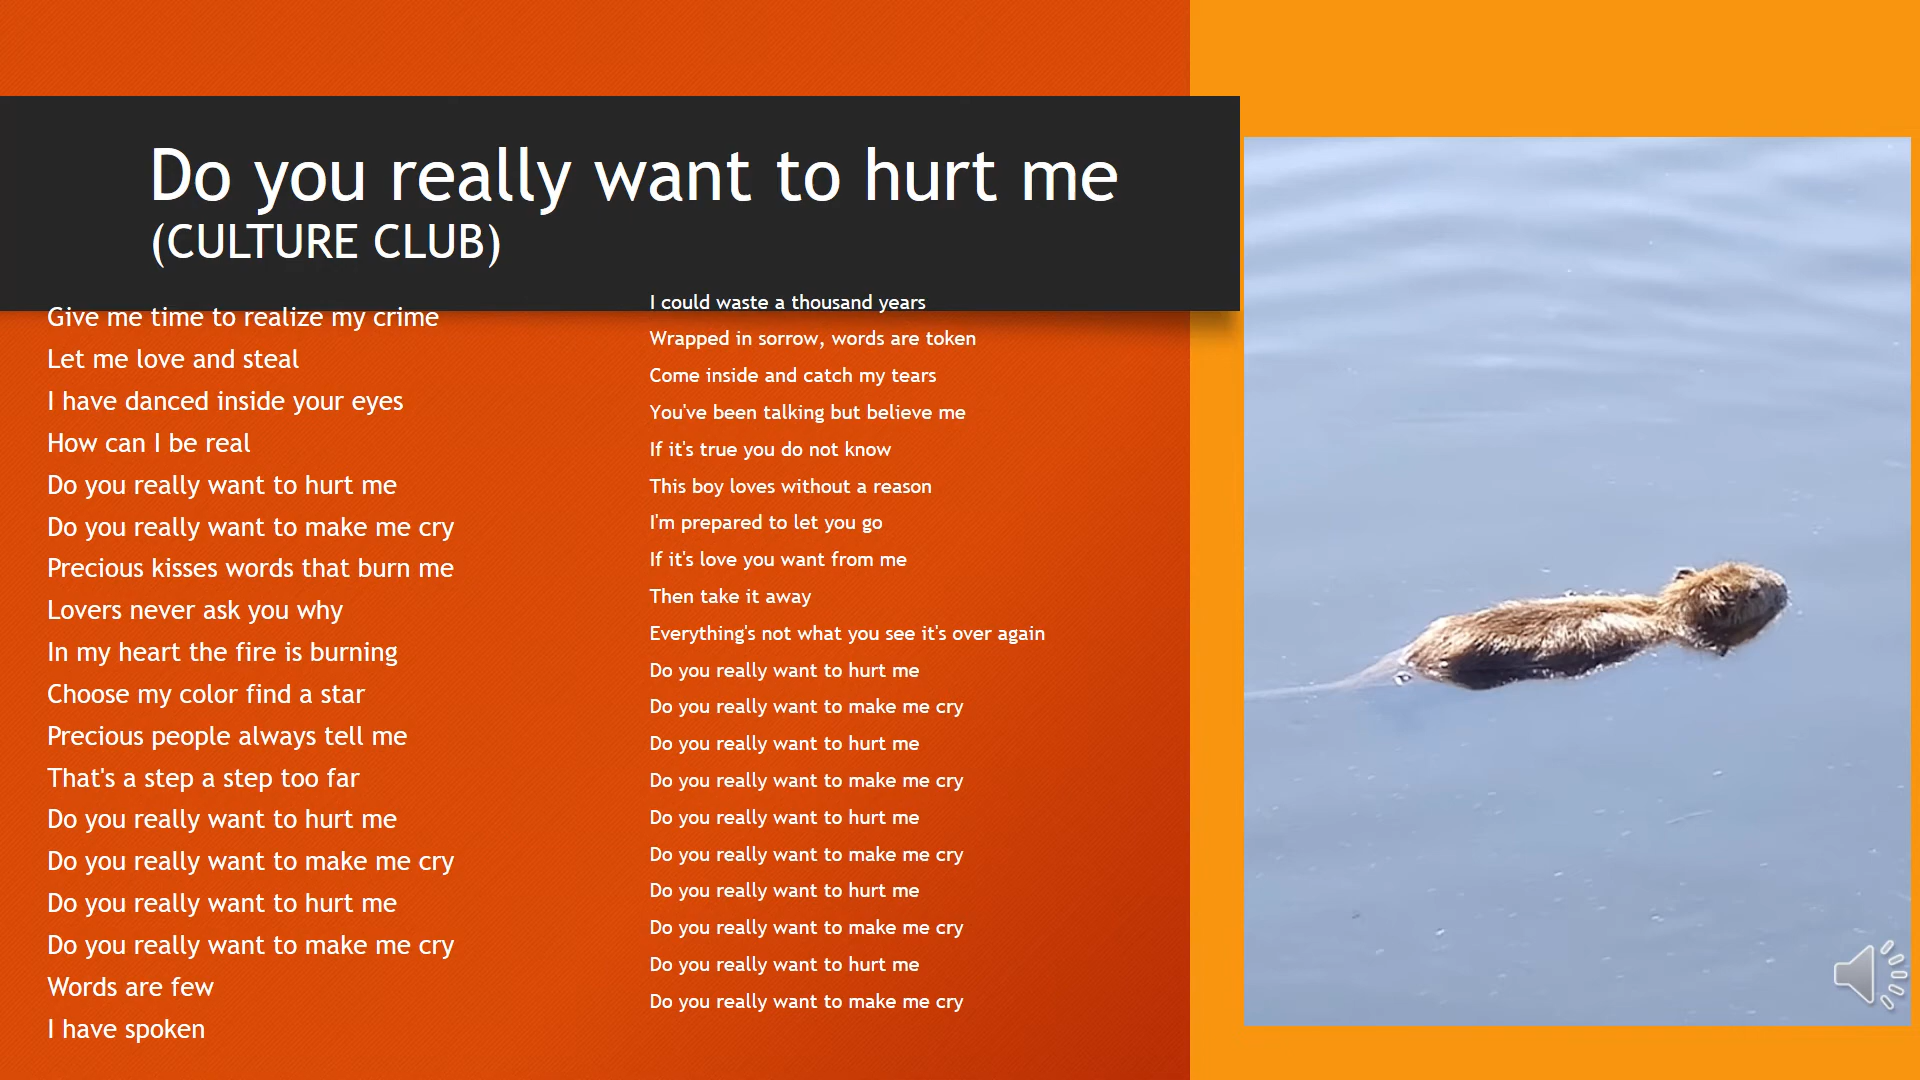 Do you really want to hurt me
(CULTURE CLUB)
Give me time to realize my crime
Let me love and steal
I have danced inside your eyes
How can I be real
Do you really want to hurt me
Do you really want to make me cry
Precious kisses words that burn me
Lovers never ask you why
In my heart the fire is burning
Choose my color find a star
Precious people always tell me
That's a step a step too far
Do you really want to hurt me
Do you really want to make me cry
Do you really want to hurt me
Do you really want to make me cry
Words are few
I have spoken
I could waste a thousand years
Wrapped in sorrow, words are token
Come inside and catch my tears
You've been talking but believe me
If it's true you do not know
This boy loves without a reason
I'm prepared to let you go
If it's love you want from me
Then take it away
Everything's not what you see it's over again
Do you really want to hurt me
Do you really want to make me cry
Do you really want to hurt me
Do you really want to make me cry
Do you really want to hurt me
Do you really want to make me cry
Do you really want to hurt me
Do you really want to make me cry
Do you really want to hurt me
Do you really want to make me cry